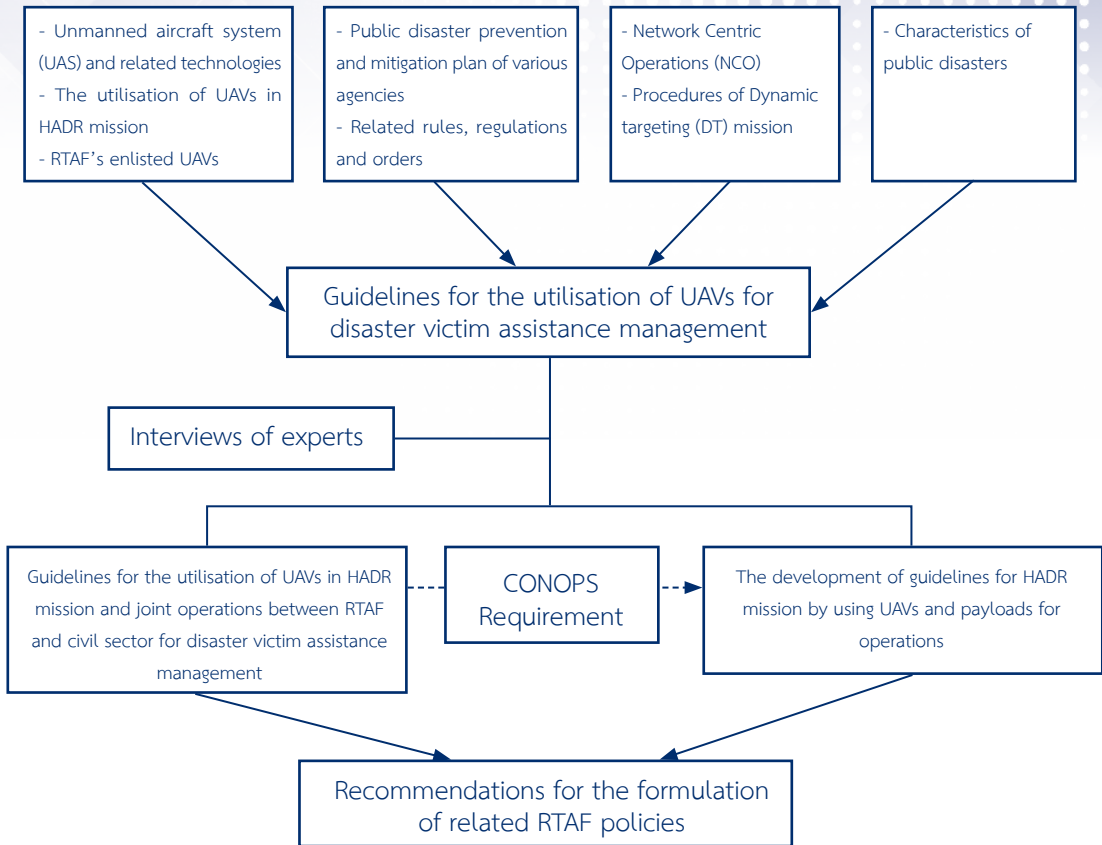 - Unmanned aircraft system
(UAS) and related technologies
- The utilisation of UAVs in
HADR mission
- RTAF's enlisted UAVs
- Public disaster prevention
and mitigation plan of various
agencies
- Related rules, regulations
and orders
- Network Centric
Operations (NCO)
- Procedures of Dynamic
targeting (DT) mission
- Characteristics of
public disasters
Guidelines for the utilisation of UAVs for
disaster victim assistance management
Interviews of experts
Guidelines for the utilisation of UAVs in HADR
mission and joint operations between RTAF
and civil sector for disaster victim assistance
management
CONOPS
Requirement
The development of guidelines for HADR
mission by using UAVs and payloads for
operations
Recommendations for the formulation
of related RTAF policies